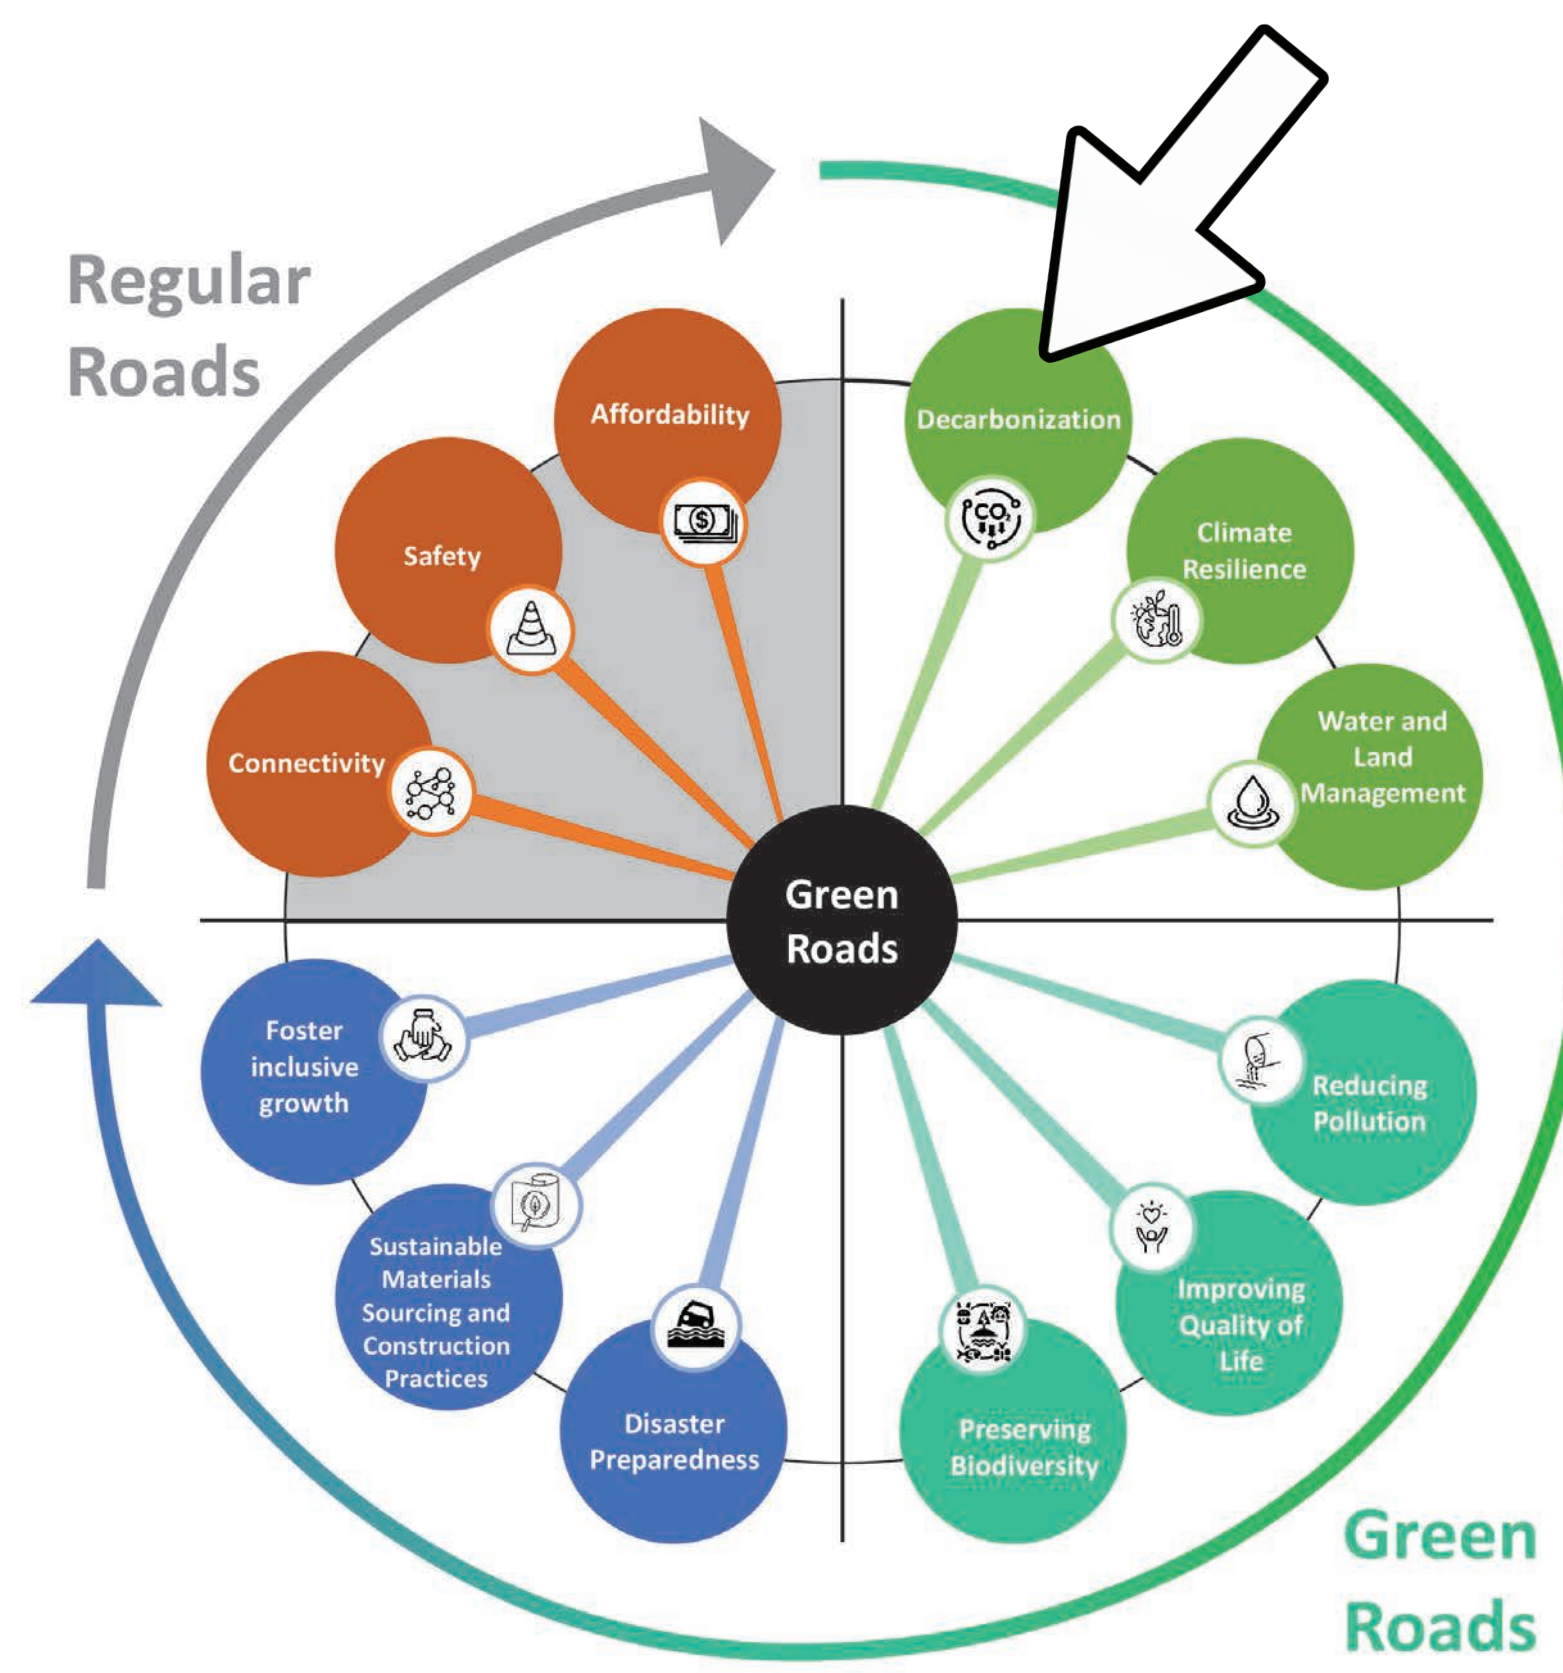 Regular
Roads
Affordability
Safety
Connectivity
Decarbonization
CO2
Climate
Resilience
Water and
Land
Management
Green
Roads
Foster
inclusive
growth
Sustainable
Materials
Sourcing and
Construction
Practices
Disaster
Preparedness
Preserving
Biodiversity
Improving
Quality of
Life
Reducing
Pollution
Green
Roads
$